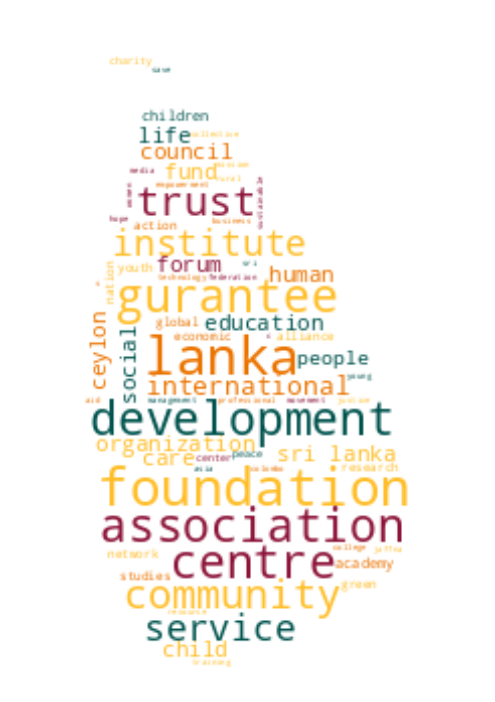 charity
save
children
life collective
council
media fund mission
rural
empowerment
women trust
hope action business
institute
nation youth forum sri
technology federation human
gurantee
ceylon social global education
economic alliance
lanka people
international young
aid management professional movement justice
development
organization
care center peace sri lanka
asia colombo research
foundation
association
network centre college jaffna
studies academy
community green
resource
service
child
training